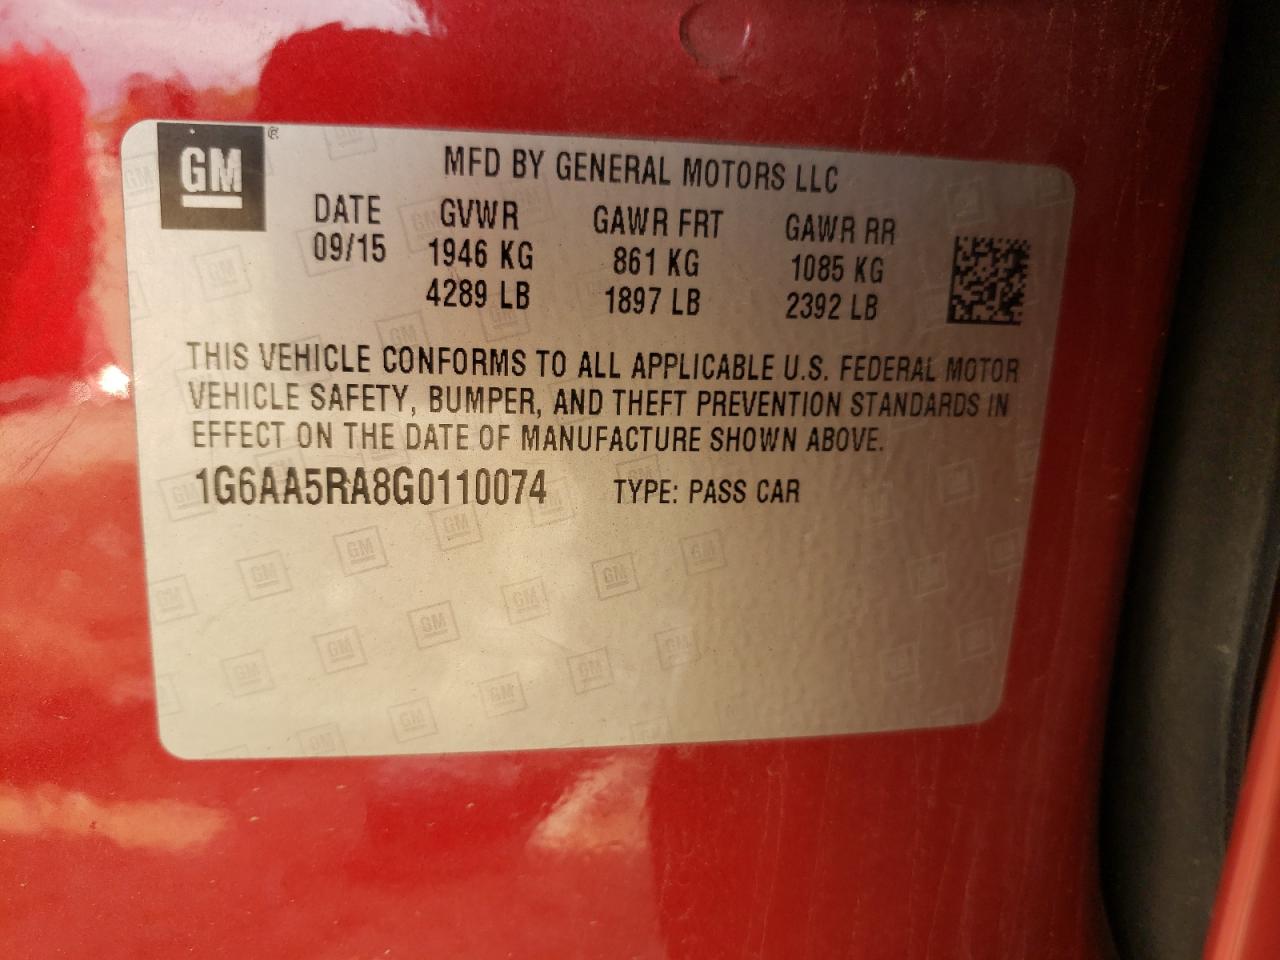 GM
MFD BY GENERAL MOTORS LLC
DATE GVWR GAWR FRT GAWR RR
09/15 1946 KG 861 KG 1085 KG
4289 LB 1897 LB 2392 LB
THIS VEHICLE CONFORMS TO ALL APPLICABLE U.S. FEDERAL MOTOR
VEHICLE SAFETY, BUMPER, AND THEFT PREVENTION STANDARDS IN
EFFECT ON THE DATE OF MANUFACTURE SHOWN ABOVE.
1G6AA5RA8G0110074 TYPE: PASS CAR